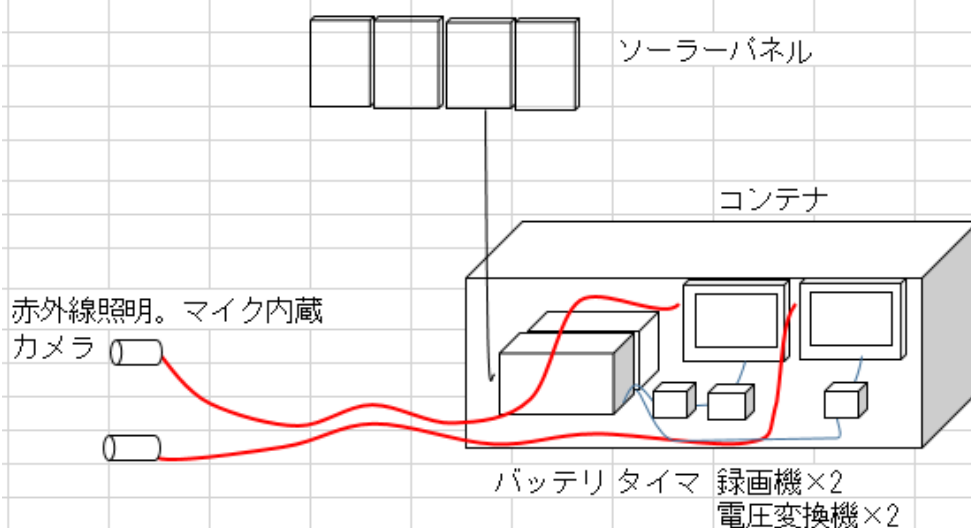 ソーラーパネル
コンテナ
赤外線照明。マイク内蔵
カメラ
バッテリ タイマ 録画機×2
電圧変換機×2